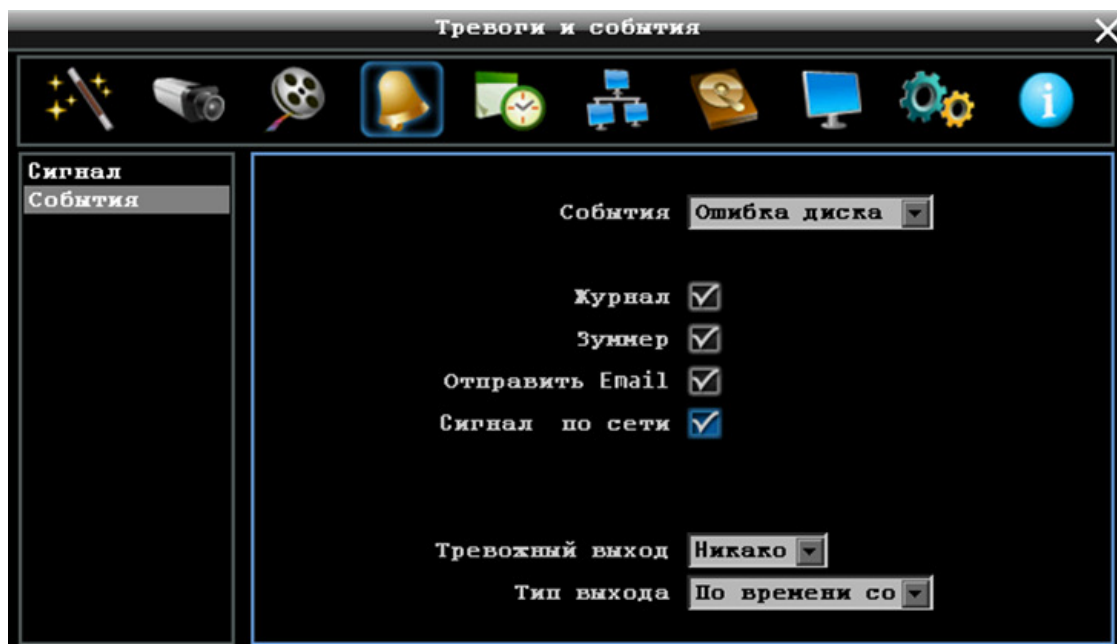 Тревоги и события
Сигнал
События
События Ошибка диска
Журнал
Зуммер
Отправить Email
Сигнал по сети
Тревожный выход Никако
Тип выхода По времени со